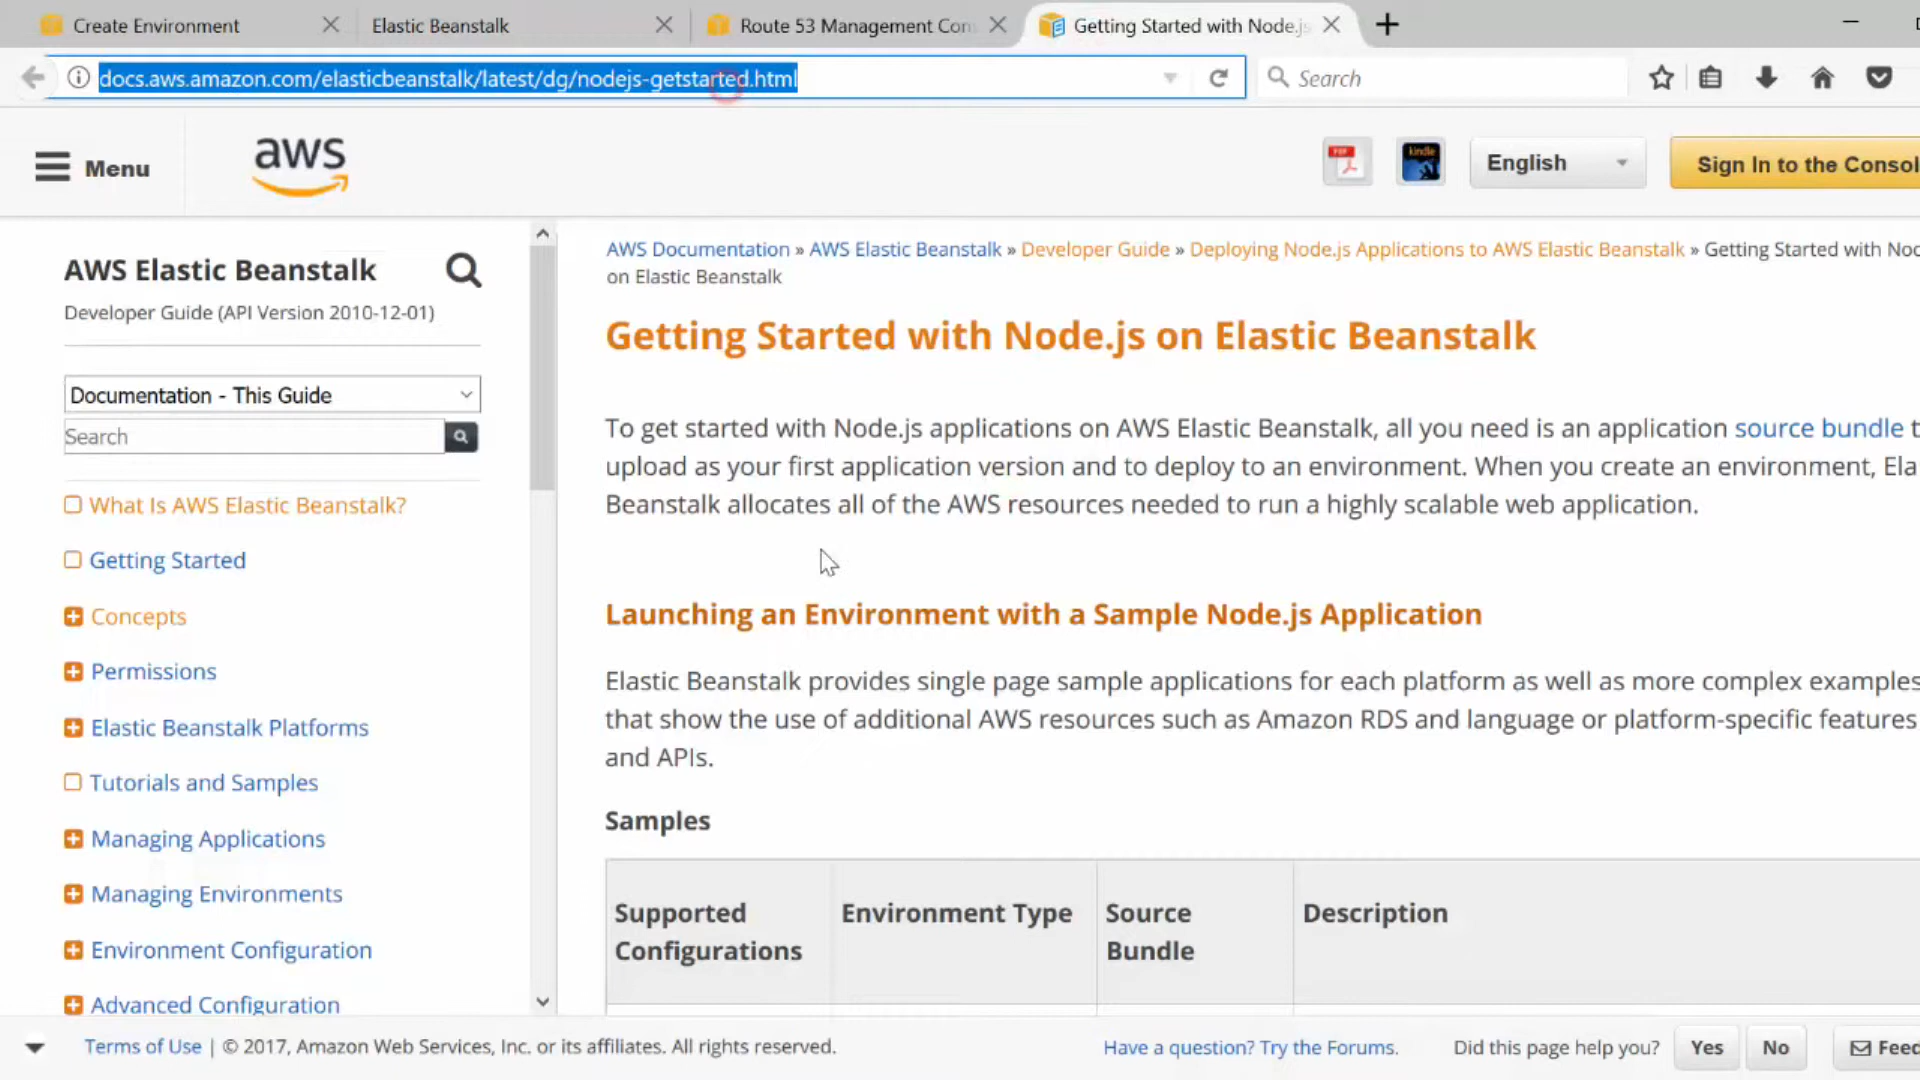 Create Environment
Elastic Beanstalk
Route 53 Management Con
Getting Started with Node.js
docs.aws.amazon.com/elasticbeanstalk/latest/dg/nodejs-getstarted.html
Search
Menu
aws
PDF
kindle
English
Sign In to the Consol
AWS Elastic Beanstalk
Developer Guide (API Version 2010-12-01)
Documentation - This Guide
Search
What Is AWS Elastic Beanstalk?
Getting Started
Concepts
Permissions
Elastic Beanstalk Platforms
Tutorials and Samples
Managing Applications
Managing Environments
Environment Configuration
Advanced Configuration
AWS Documentation » AWS Elastic Beanstalk » Developer Guide » Deploying Node.js Applications to AWS Elastic Beanstalk » Getting Started with Noc
on Elastic Beanstalk
Getting Started with Node.js on Elastic Beanstalk
To get started with Node.js applications on AWS Elastic Beanstalk, all you need is an application source bundle t
upload as your first application version and to deploy to an environment. When you create an environment, Ela
Beanstalk allocates all of the AWS resources needed to run a highly scalable web application.
Launching an Environment with a Sample Node.js Application
Elastic Beanstalk provides single page sample applications for each platform as well as more complex examples
that show the use of additional AWS resources such as Amazon RDS and language or platform-specific features
and APIs.
Samples
Supported Configurations
Environment Type
Source Bundle
Description
Terms of Use | © 2017, Amazon Web Services, Inc. or its affiliates. All rights reserved.
Have a question? Try the Forums.
Did this page help you?
Yes
No
Feed